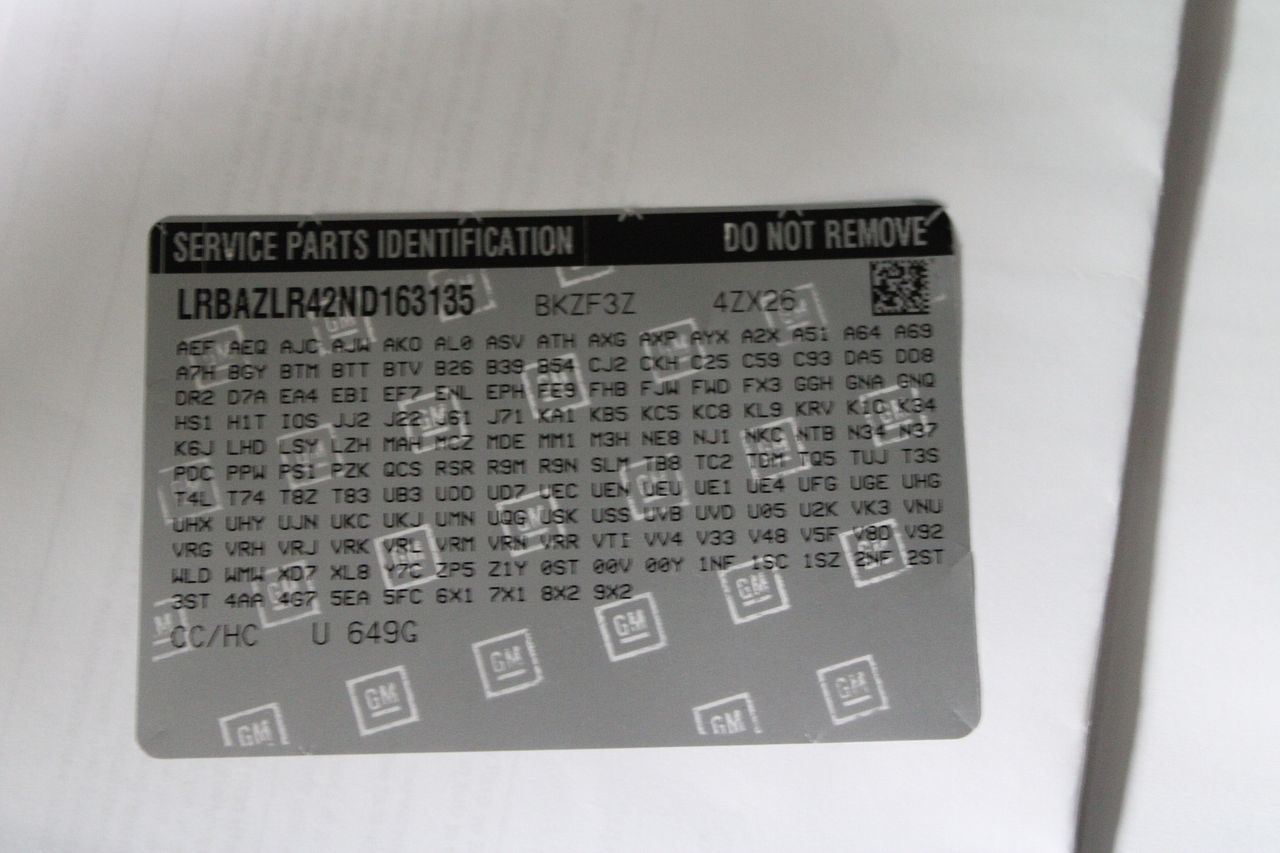 SERVICE PARTS IDENTIFICATION DO NOT REMOVE
LRBAZLR42ND163135 BKZF3Z 4ZX26
AEF AEQ AJC AJW AKO AL0 ASV ATH AXG AXP AYX A2X A51 A64 A69
A7H BGY BTM BTT BTV B26 B39 B54 CJ2 CKH C25 C59 C93 DA5 DD8
DR2 D7A EA4 EBI EF7 ENL EPH FE9 FHB FJW FWD FX3 GGH GNA GNQ
HS1 H1T IOS JJ2 J22 J61 J71 KA1 KB5 KC5 KC8 KL9 KRV K1C K34
K6J LHD LSY LZH MAH MCZ MDE MM1 M3H NE8 NJ1 NKC NTB N34 N37
PDC PPW PS1 PZK QCS RSR R9M R9N SLM TB8 TC2 TDM TQ5 TUJ T3S
T4L T74 T8Z T83 UB3 UDD UD7 UEC UEN UEU UE1 UE4 UFG UGE UHG
UHX UHY UJN UKC UKJ UMN UQG USK USS UVB UVD U05 U2K VK3 VNU
VRG VRH VRJ VRK VRL VRM VRN VRR VTI VV4 V33 V48 V5F V8D V92
WLD WMW XD7 XL8 Y7C ZP5 Z1Y 0ST 00V 00Y 1NF 1SC 1SZ 2NF 2ST
3ST 4AA 4G7 5EA 5FC 6X1 7X1 8X2 9X2
CC/HC U 649G
GM GM GM GM GM
GM GM